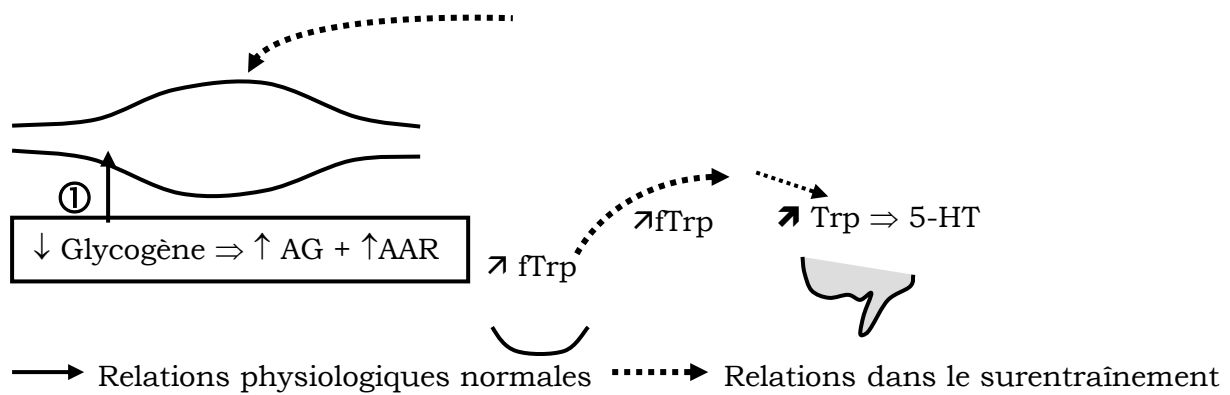 ①
↗fTrp
↗ Trp ⇒ 5-HT
↓ Glycogène ⇒ ↑ AG + ↑AAR
↗ fTrp
Relations physiologiques normales
Relations dans le surentraînement